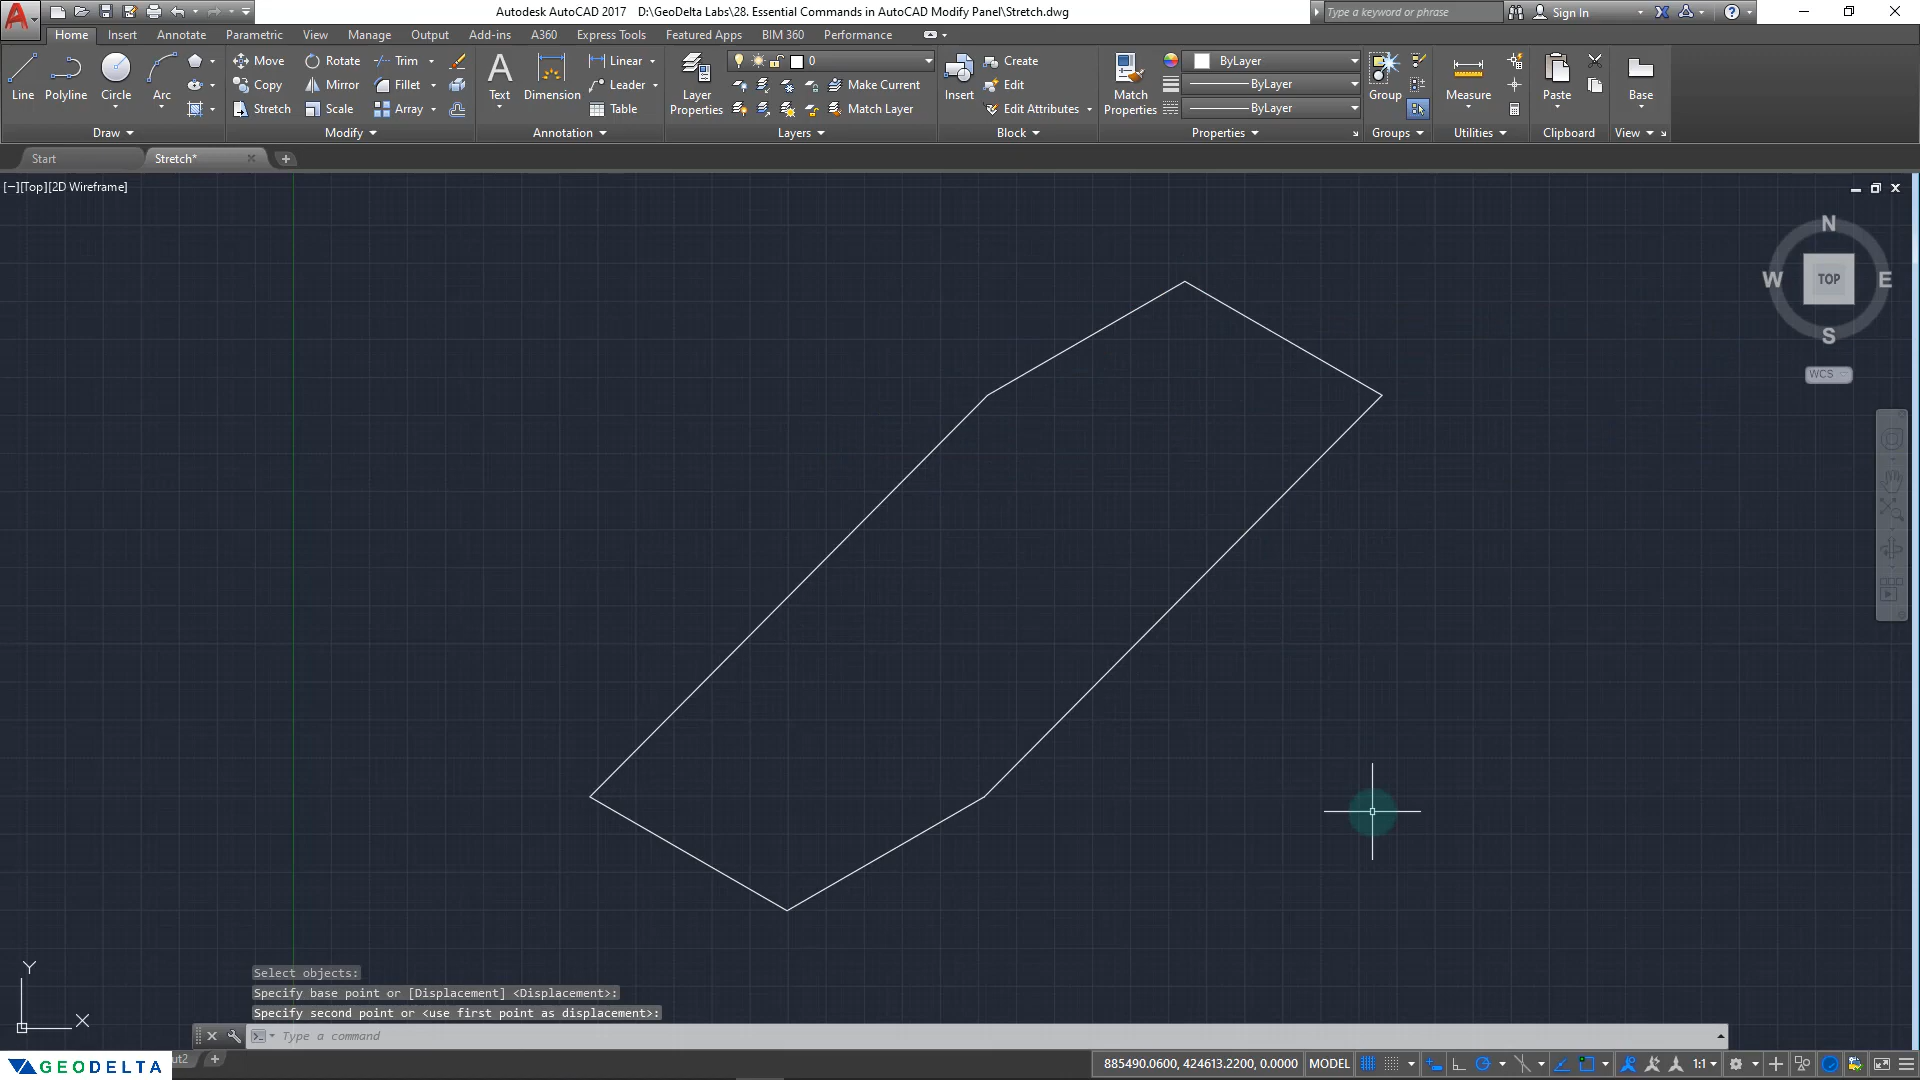 Autodesk AutoCAD 2017 D:\GeoDelta Labs\28. Essential Commands in AutoCAD Modify Panel\Stretch.dwg
Type a keyword or phrase
Sign In
Home Insert Annotate Parametric View Manage Output Add-ins A360 Express Tools Featured Apps BIM 360 Performance
Line Polyline Circle Arc
Draw
Move Rotate Trim
Copy Mirror Fillet
Stretch Scale Array
Modify
Text Dimension
Linear
Leader
Table
Annotation
Layer Properties
0
Make Current
Match Layer
Layers
Insert
Create
Edit
Edit Attributes
Block
Match Properties
ByLayer
ByLayer
ByLayer
Properties
Group
Groups
Measure
Utilities
Paste
Clipboard
Base
View
Start Stretch*
[−][Top][2D Wireframe]
N
W TOP E
S
WCS
Y
X
Select objects:
Specify base point or [Displacement] <Displacement>:
Specify second point or <use first point as displacement>:
Type a command
GEODELTA
ut2
885490.0600, 424613.2200, 0.0000 MODEL 1:1